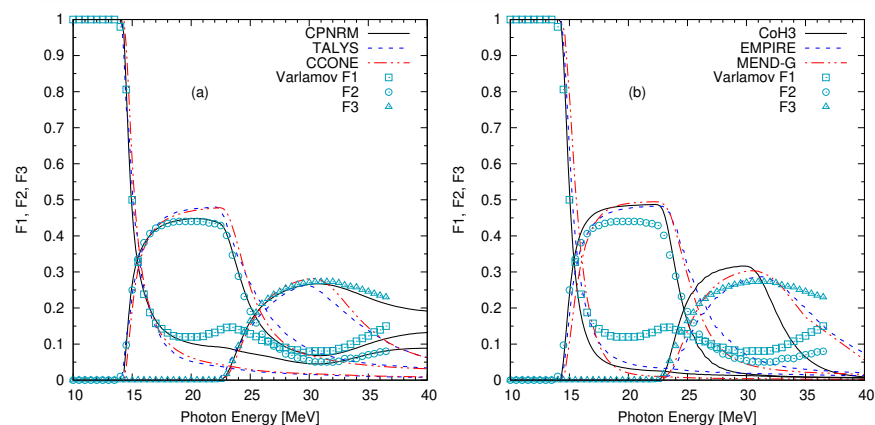 1
0.9
0.8
0.7
0.6
0.5
0.4
0.3
0.2
0.1
0
F1, F2, F3
10 15 20 25 30 35 40
Photon Energy [MeV]
(a)
CPNRM
TALYS
CCONE
Varlamov F1
F2
F3
1
0.9
0.8
0.7
0.6
0.5
0.4
0.3
0.2
0.1
0
F1, F2, F3
10 15 20 25 30 35 40
Photon Energy [MeV]
(b)
CoH3
EMPIRE
MEND-G
Varlamov F1
F2
F3